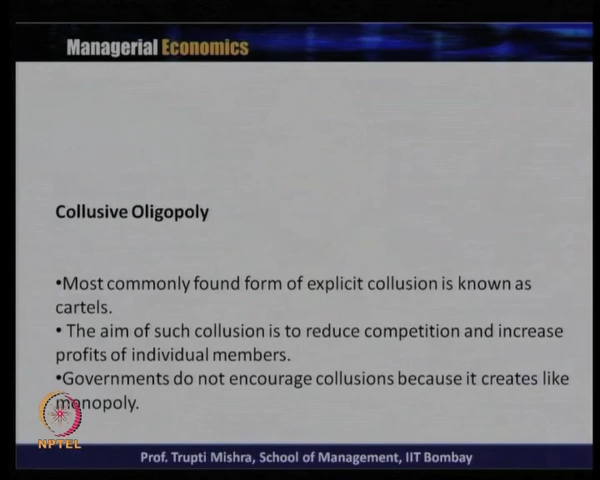 Managerial Economics
Collusive Oligopoly
•Most commonly found form of explicit collusion is known as
cartels.
• The aim of such collusion is to reduce competition and increase
profits of individual members.
•Governments do not encourage collusions because it creates like
monopoly.
NPTEL
Prof. Trupti Mishra, School of Management, IIT Bombay